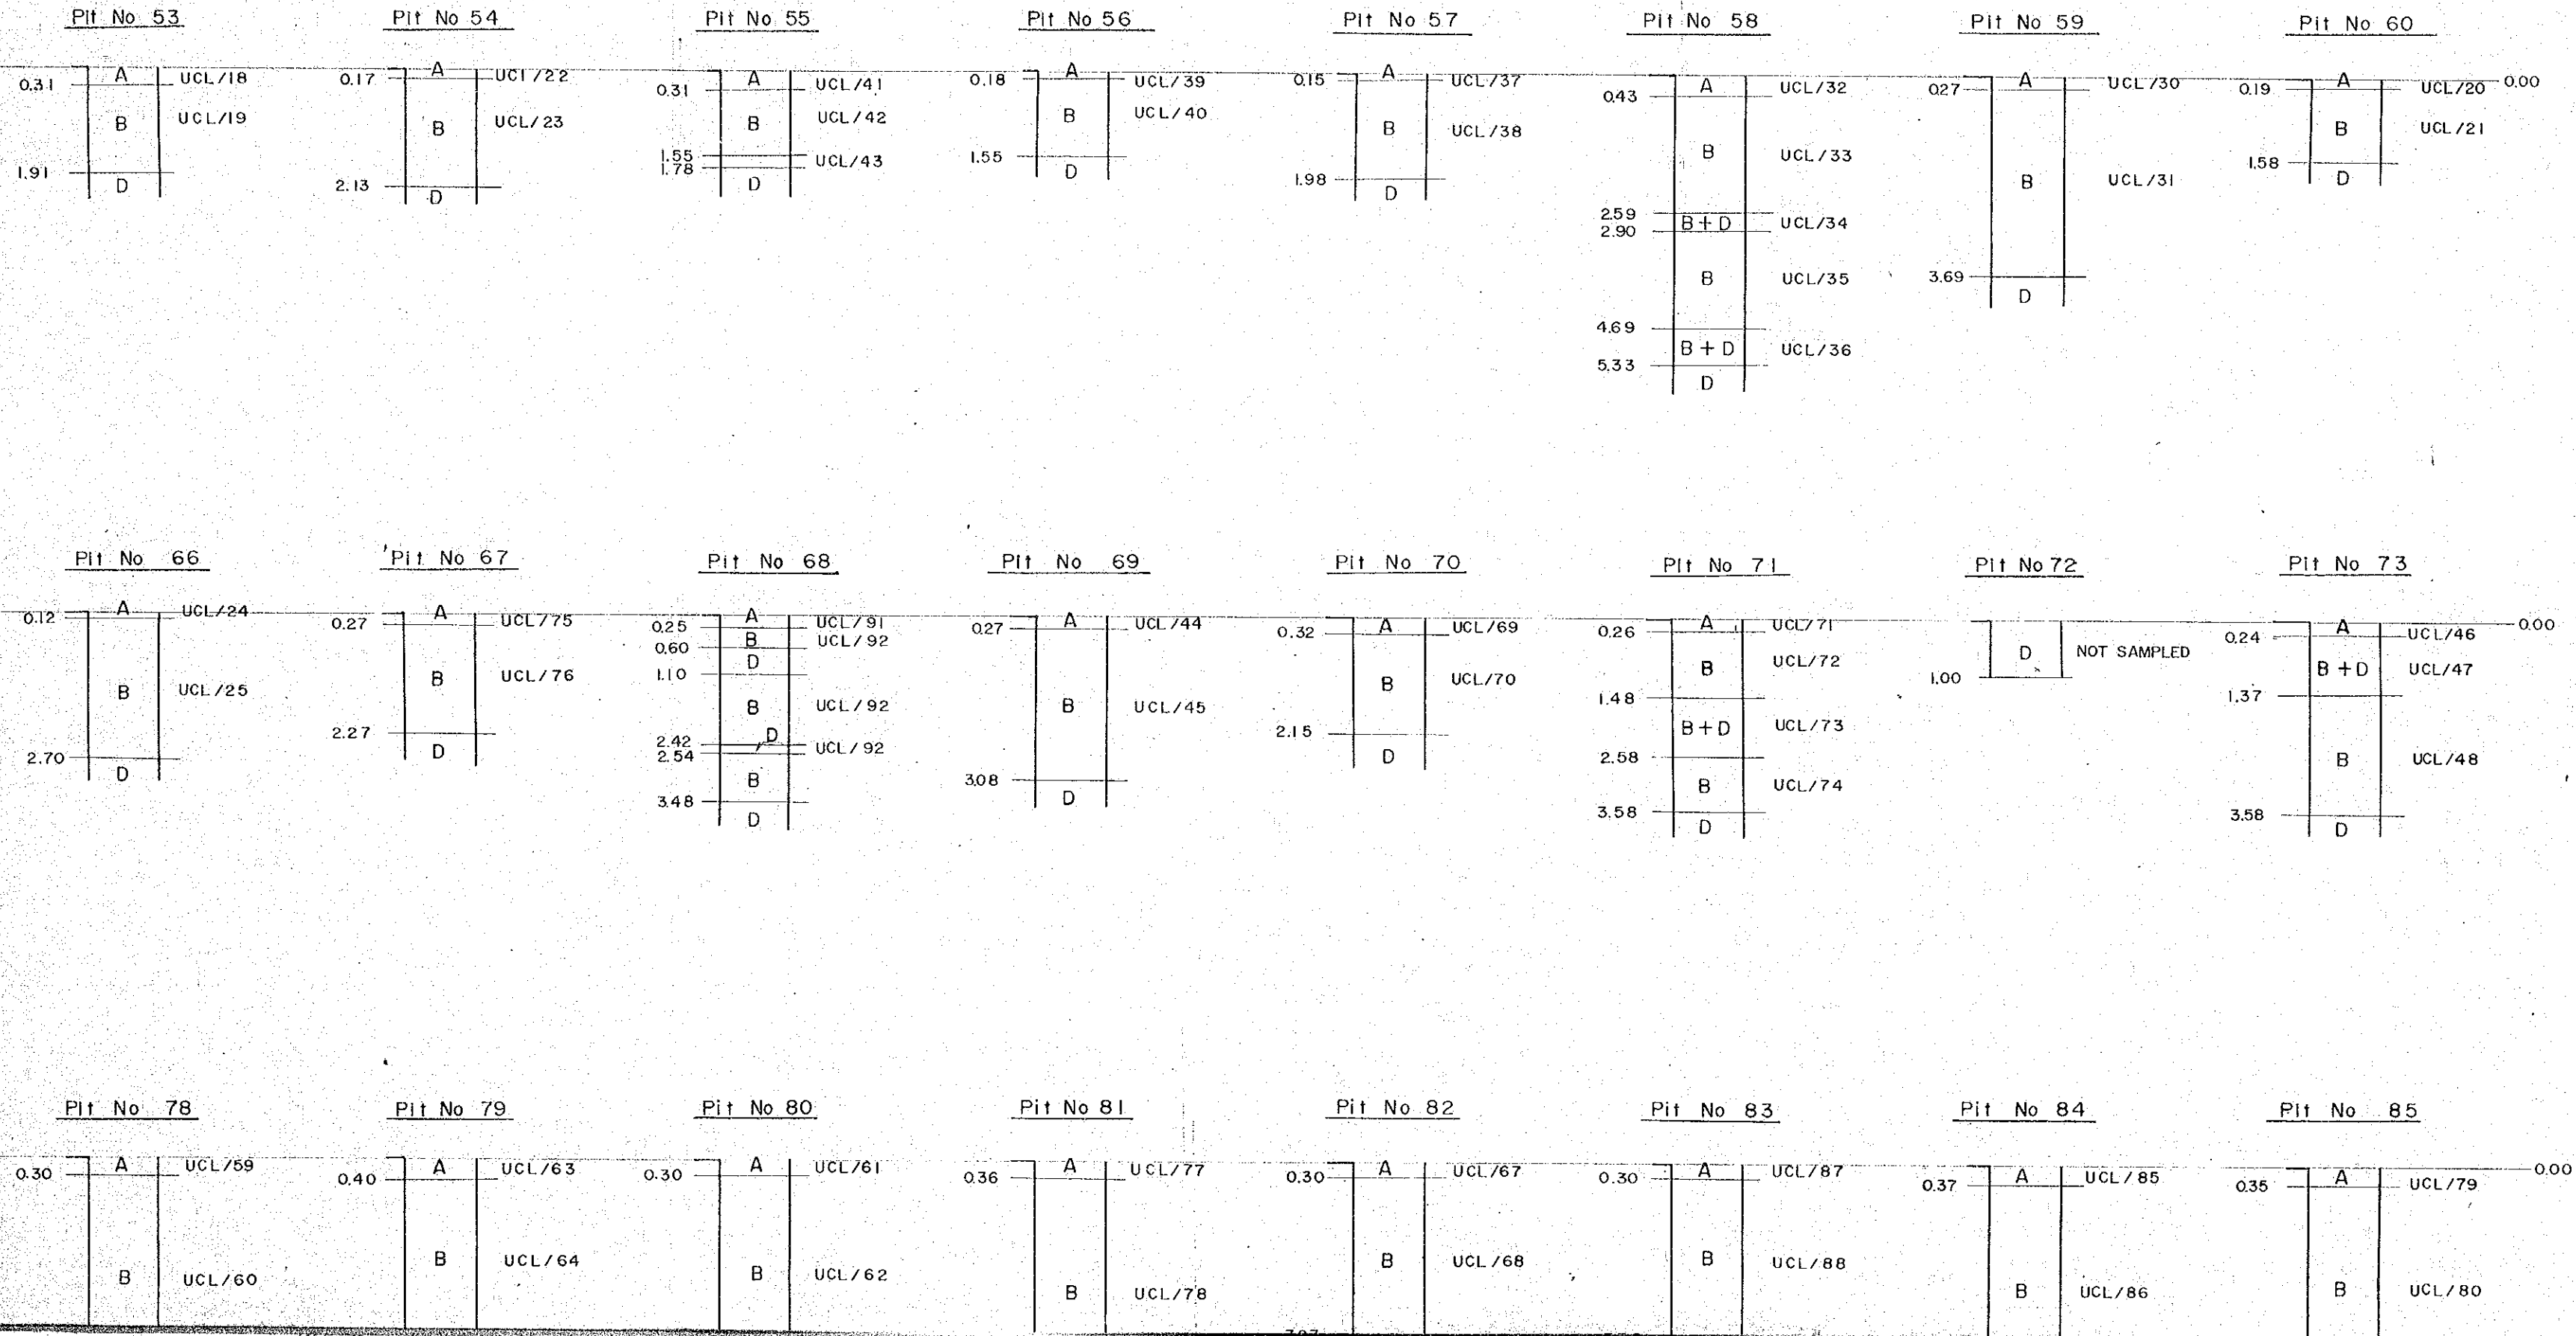 Pit No 53
0.31 A UCL/18
B UCL/19
1.91
D
Pit No 54
0.17 A UCL/22
B UCL/23
2.13
D
Pit No 55
0.31 A UCL/41
B UCL/42
1.55
UCL/43
1.78
D
Pit No 56
0.18 A UCL/39
B UCL/40
1.55
D
Pit No 57
0.15 A UCL/37
B UCL/38
1.98
D
Pit No 58
0.43 A UCL/32
B UCL/33
2.59
B+D UCL/34
2.90
B UCL/35
4.69
B + D UCL/36
5.33
D
Pit No 59
0.27 A UCL/30
B UCL/31
3.69
D
Pit No 60
0.19 A UCL/20 0.00
B UCL/21
1.58
D
Pit No 66
0.12 A UCL/24
B UCL/25
2.70
D
Pit No 67
0.27 A UCL/75
B UCL/76
2.27
D
Pit No 68
0.25 A UCL/91
B UCL/92
0.60
D
1.10
B UCL/92
2.42 D
2.54 UCL/92
B
3.48
D
Pit No 69
0.27 A UCL/44
B UCL/45
3.08
D
Pit No 70
0.32 A UCL/69
B UCL/70
2.15
D
Pit No 71
0.26 A UCL/71
B UCL/72
1.48
B+D UCL/73
2.58
B UCL/74
3.58
D
Pit No 72
D NOT SAMPLED
1.00
Pit No 73
0.24 A UCL/46 0.00
B+D UCL/47
1.37
B UCL/48
3.58
D
Pit No 78
0.30 A UCL/59
B UCL/60
Pit No 79
0.40 A UCL/63
B UCL/64
Pit No 80
0.30 A UCL/61
B UCL/62
Pit No 81
0.36 A UCL/77
B UCL/78
Pit No 82
0.30 A UCL/67
B UCL/68
Pit No 83
0.30 A UCL/87
B UCL/88
Pit No 84
0.37 A UCL/85
B UCL/86
Pit No 85
0.35 A UCL/79 0.00
B UCL/80